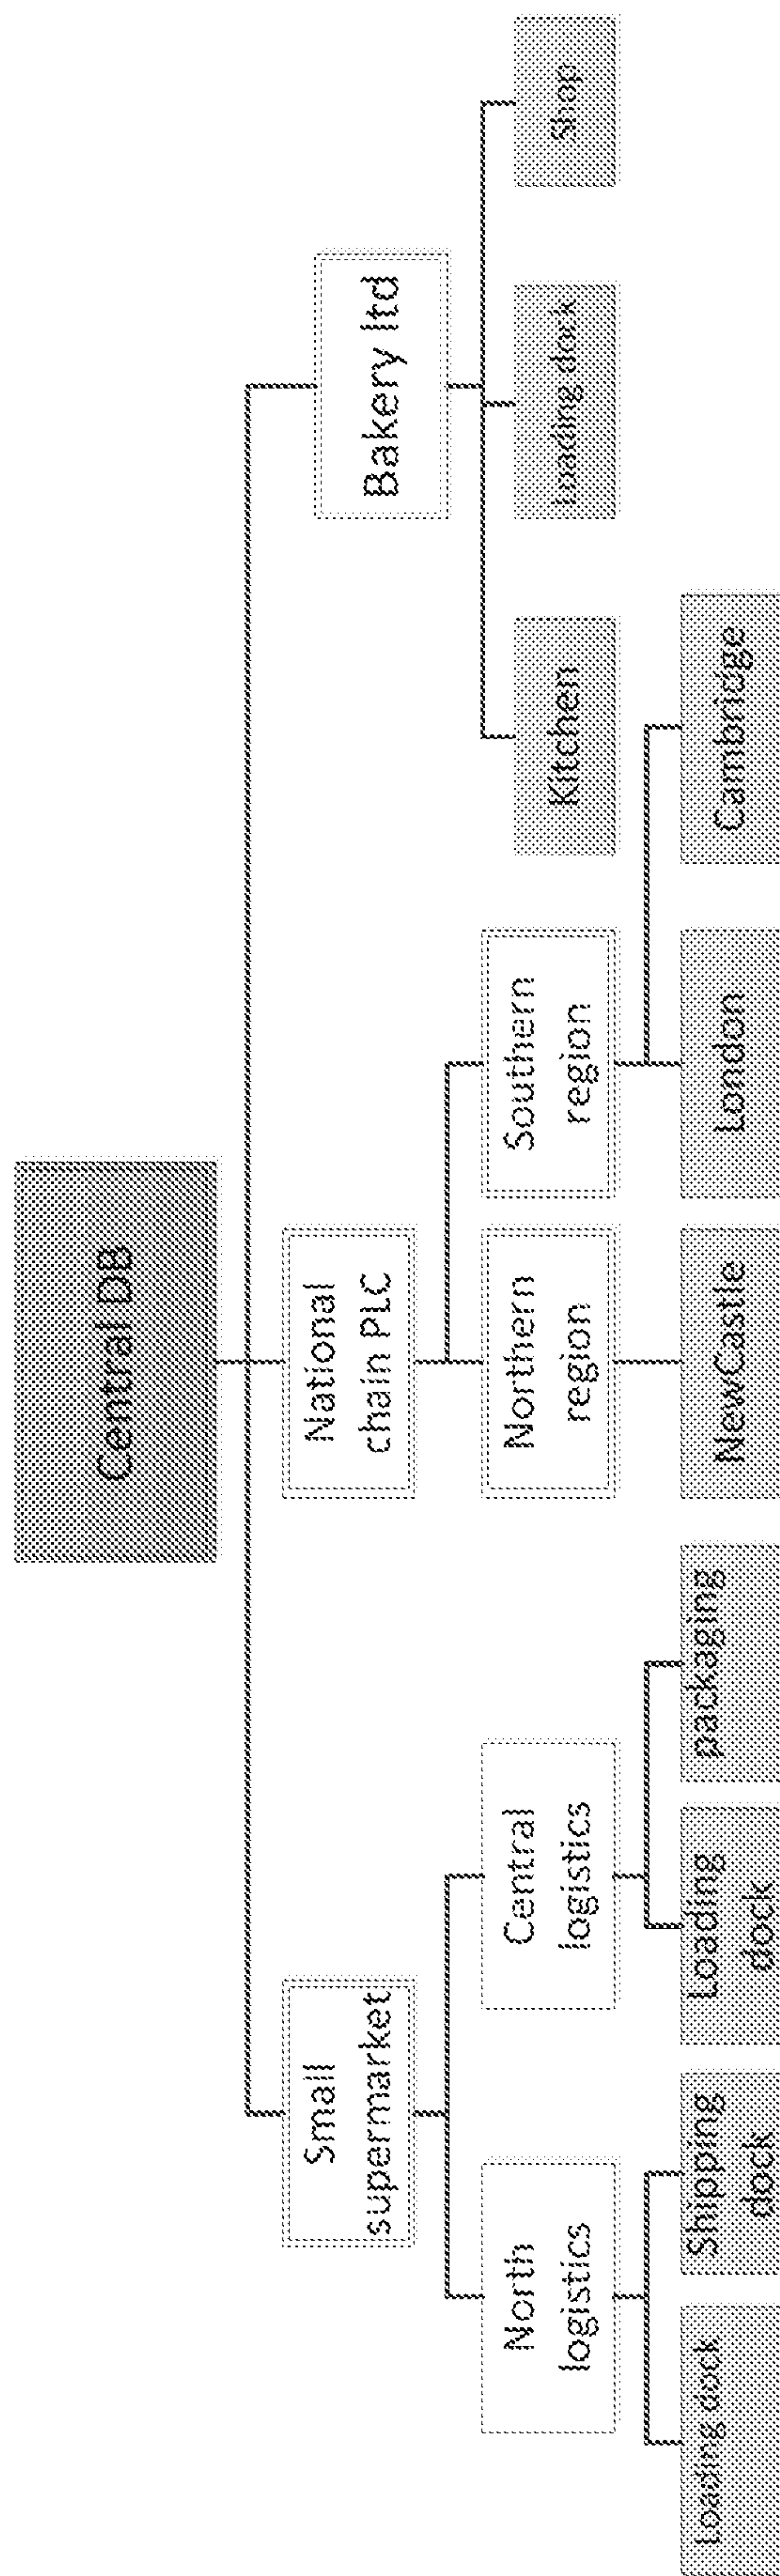 Central DB
Small
supermarket
National
chain PLC
Bakery ltd
North
logistics
Central
logistics
Northern
region
Southern
region
Kitchen
Loading dock
Shop
Loading dock
Shipping
dock
Loading
dock
packaging
NewCastle
London
Cambridge